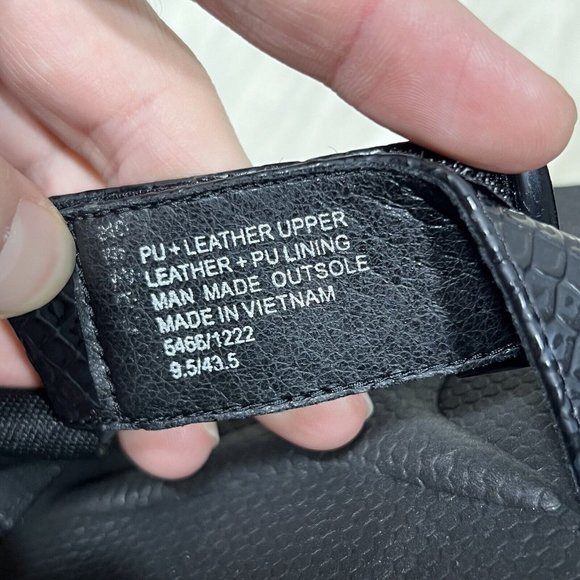 PU + LEATHER UPPER
LEATHER + PU LINING
MAN MADE OUTSOLE
MADE IN VIETNAM
5466/1222
9.5/43.5